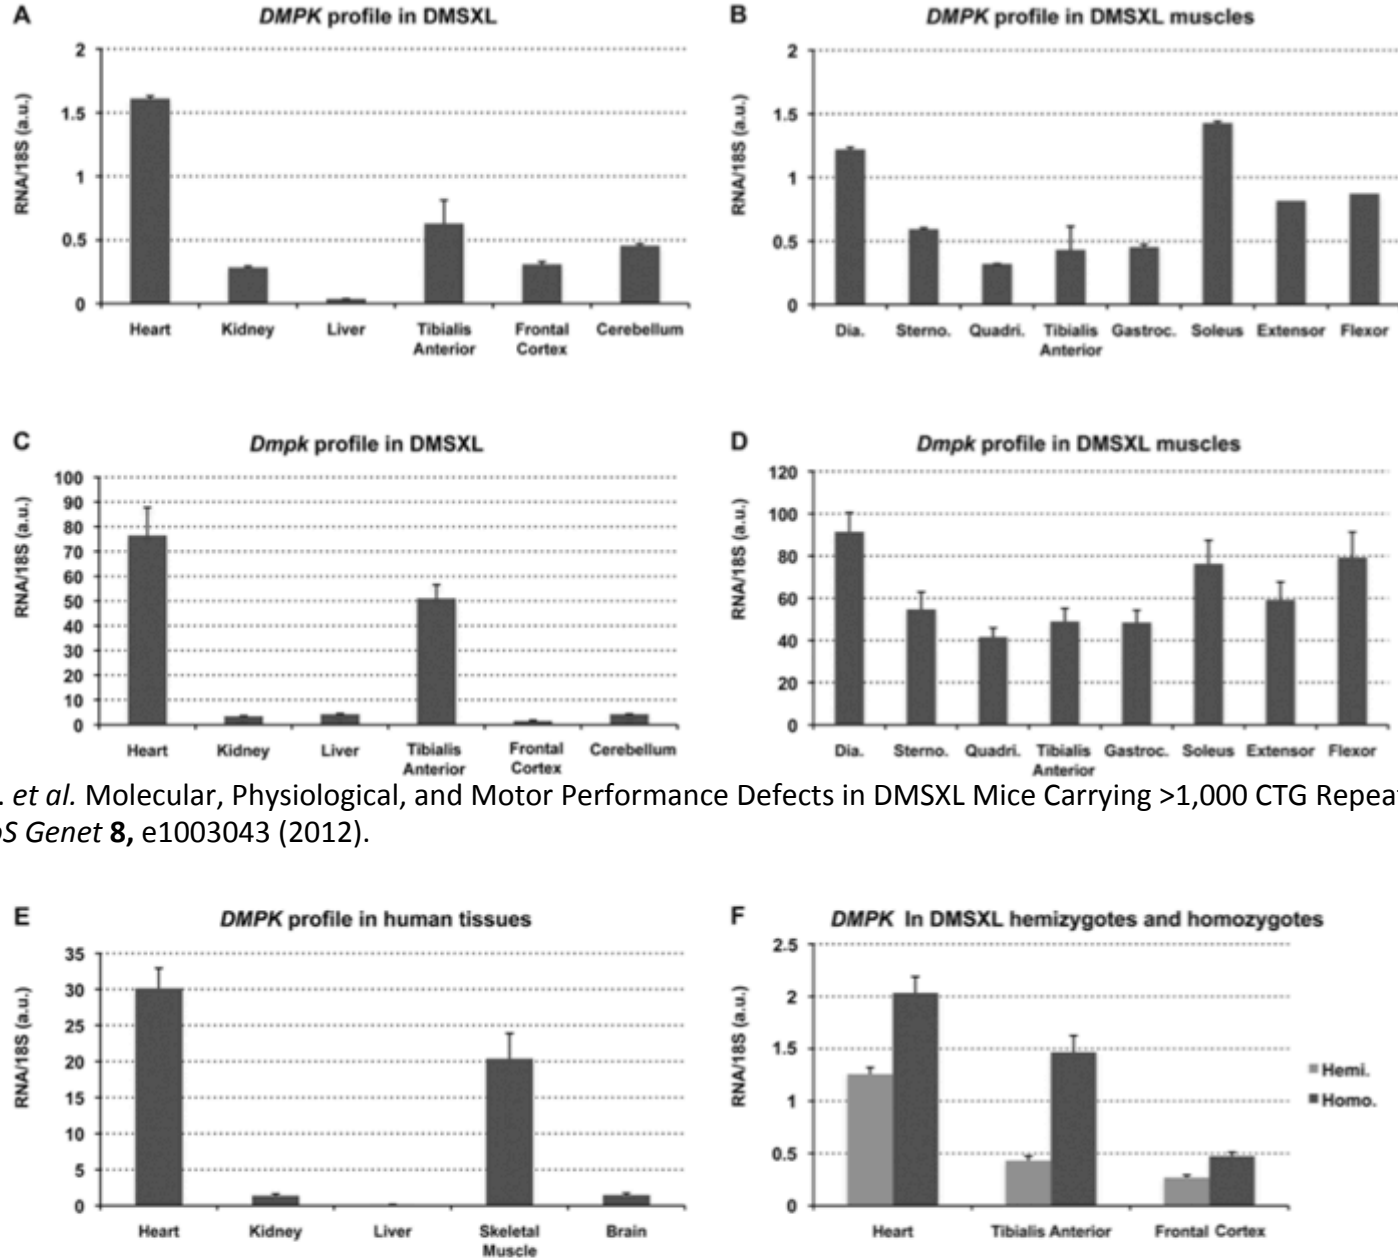 A
DMPK profile in DMSXL
RNA/18S (a.u.)
2
1.5
1
0.5
0
Heart Kidney Liver Tibialis Anterior Frontal Cortex Cerebellum
B
DMPK profile in DMSXL muscles
RNA/18S (a.u.)
2
1.5
1
0.5
0
Dia. Sterno. Quadri. Tibialis Anterior Gastroc. Soleus Extensor Flexor
C
Dmpk profile in DMSXL
RNA/18S (a.u.)
100
90
80
70
60
50
40
30
20
10
0
Heart Kidney Liver Tibialis Anterior Frontal Cortex Cerebellum
D
Dmpk profile in DMSXL muscles
RNA/18S (a.u.)
120
100
80
60
40
20
0
Dia. Sterno. Quadri. Tibialis Anterior Gastroc. Soleus Extensor Flexor
. et al. Molecular, Physiological, and Motor Performance Defects in DMSXL Mice Carrying >1,000 CTG Repea
Genet 8, e1003043 (2012).
E
DMPK profile in human tissues
RNA/18S (a.u.)
35
30
25
20
15
10
5
0
Heart Kidney Liver Skeletal Muscle Brain
F
DMPK In DMSXL hemizygotes and homozygotes
RNA/18S (a.u.)
2.5
2
1.5
1
0.5
0
Heart Tibialis Anterior Frontal Cortex
Hemi.
Homo.